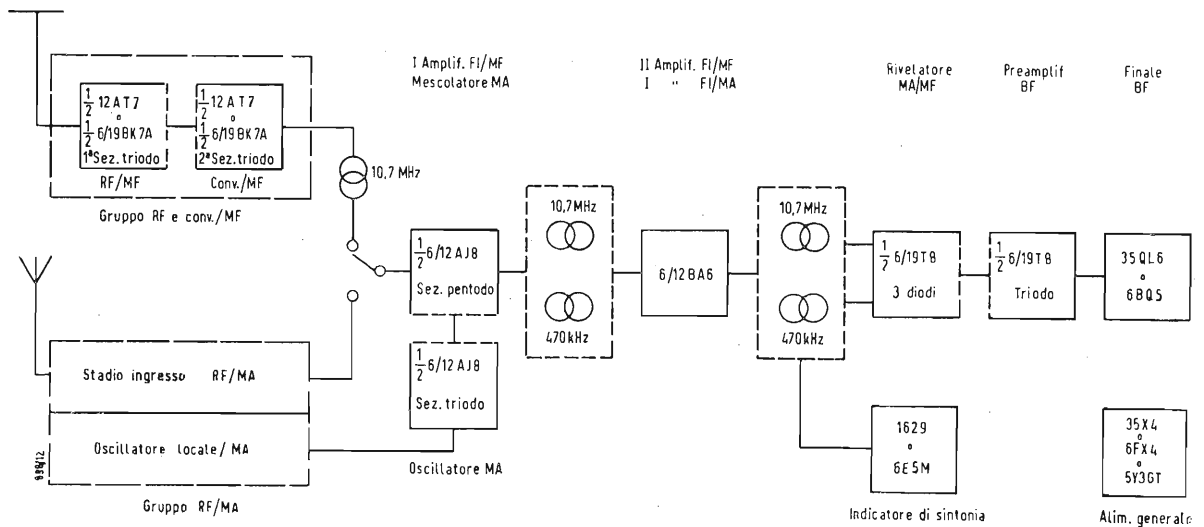 I Amplif. FI/MF
Mescolatore MA
II Amplif. FI/MF
I " FI/MA
Rivelatore
MA/MF
Preamplif
BF
Finale
BF
1/2 12AT7
o
1/2 6/19BK7A
1ª Sez. triodo
RF/MF
1/2 12AT7
o
1/2 6/19BK7A
2ª Sez. triodo
Conv./MF
Gruppo RF e conv./MF
10,7 MHz
1/2 6/12AJ8
Sez. pentodo
10,7MHz
470kHz
6/12BA6
10,7MHz
470kHz
1/2 6/19T8
3 diodi
1/2 6/19T8
Triodo
35QL6
o
6BQ5
Stadio ingresso RF/MA
Oscillatore locale/MA
Gruppo RF/MA
1/2 6/12AJ8
Sez. triodo
Oscillatore MA
1629
o
6E5M
Indicatore di sintonia
35X4
o
6FX4
o
5Y3GT
Alim. generale